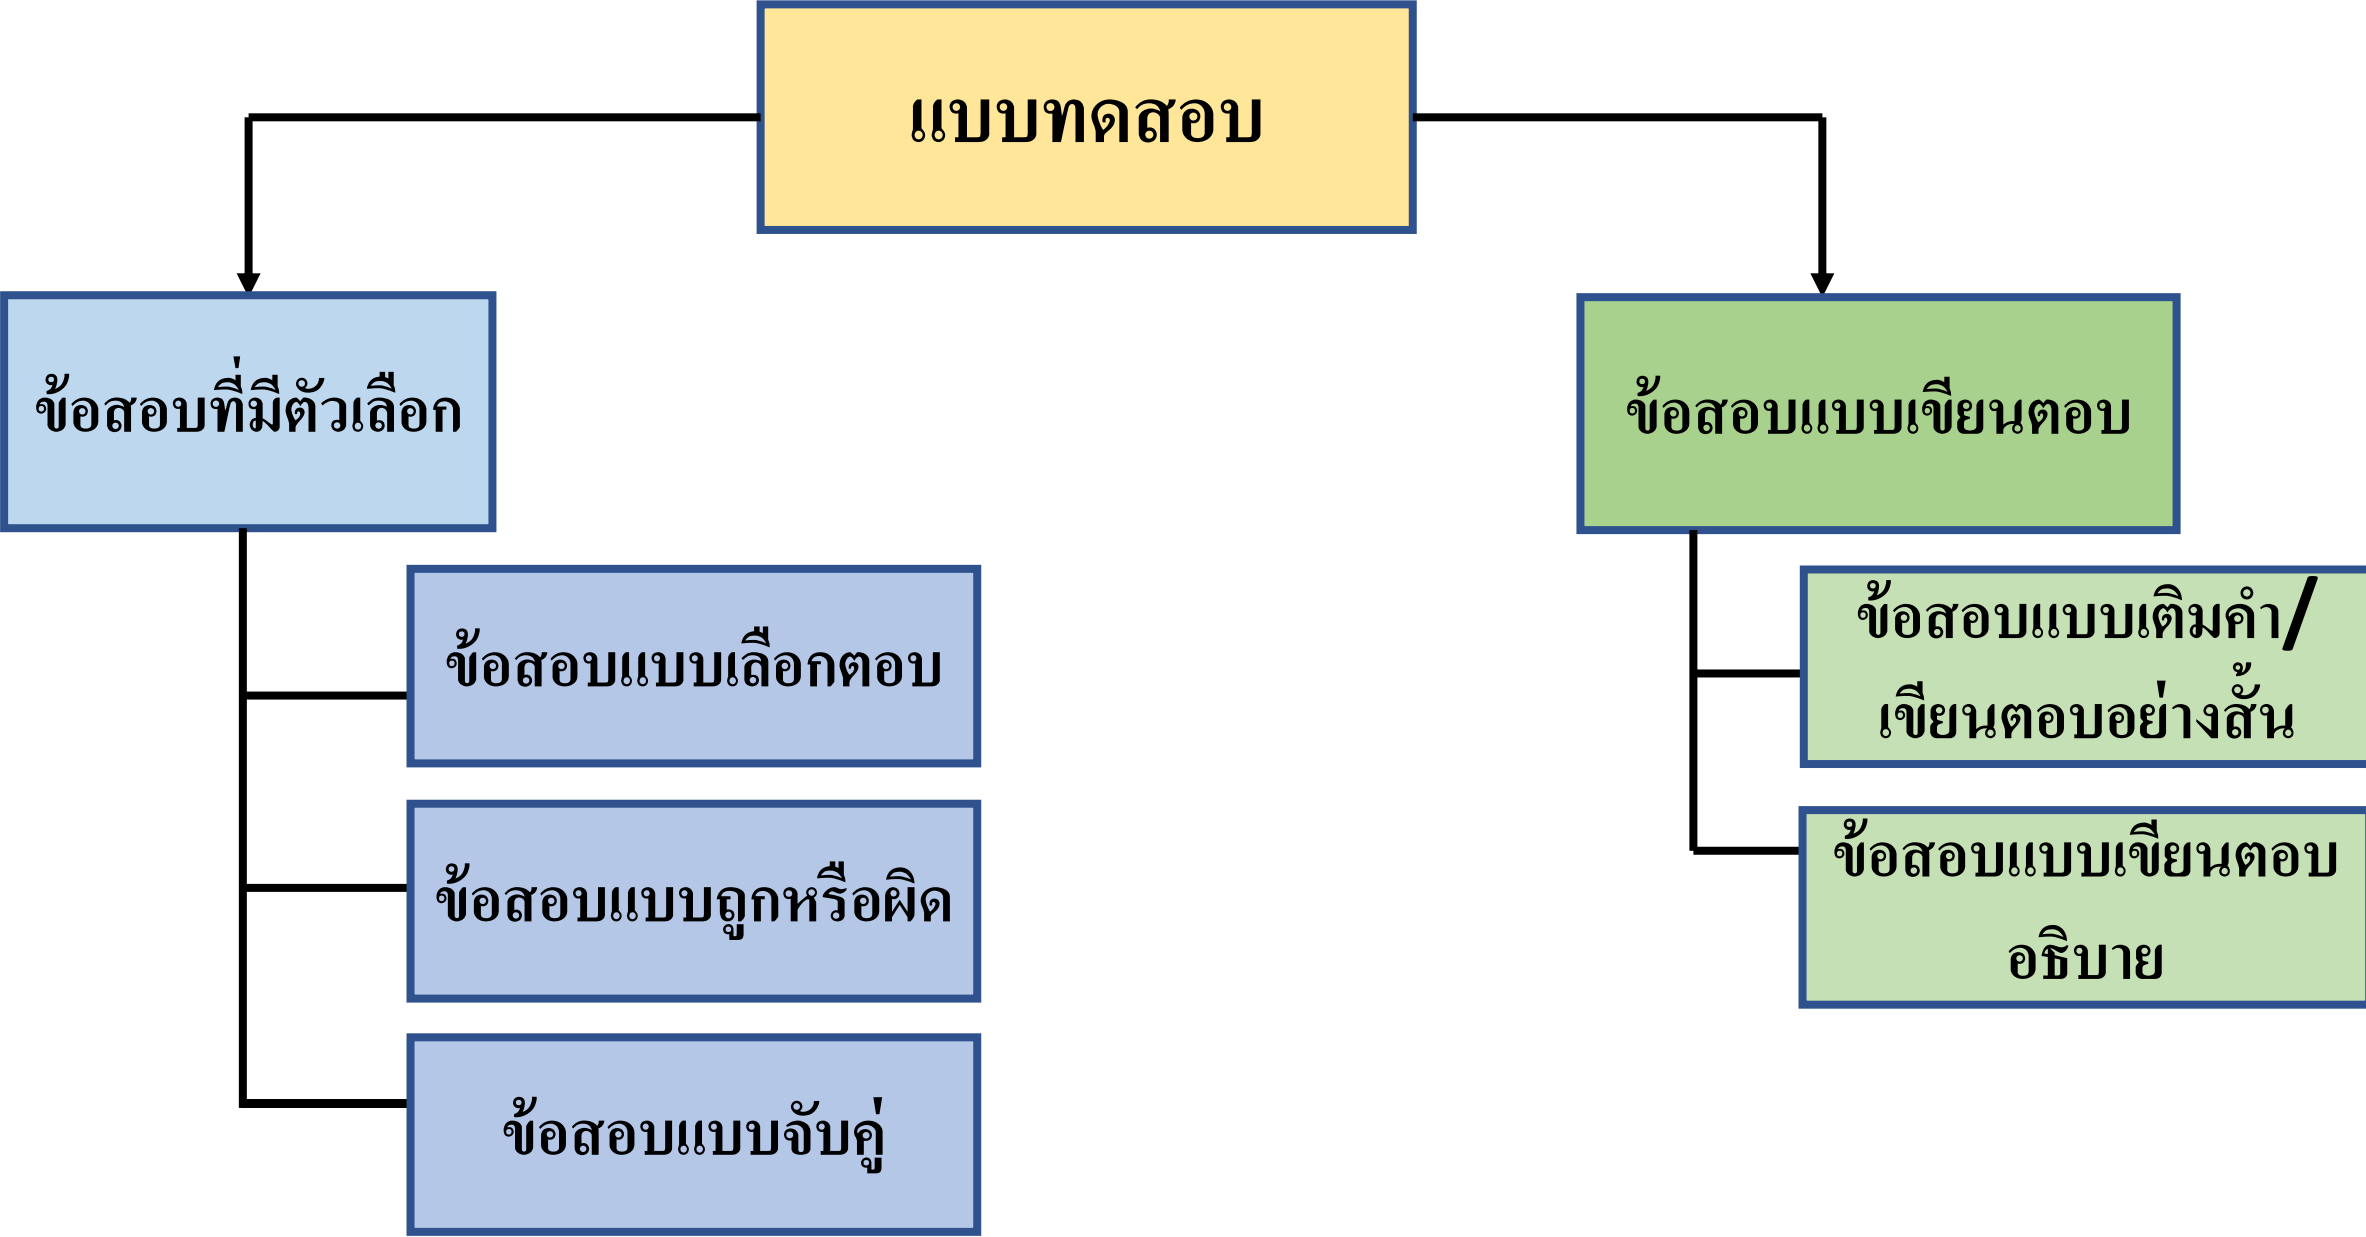 แบบทดสอบ
ข้อสอบที่มีตัวเลือก
ข้อสอบแบบเลือกตอบ
ข้อสอบแบบถูกหรือผิด
ข้อสอบแบบจับคู่
ข้อสอบแบบเขียนตอบ
ข้อสอบแบบเติมคำ/
เขียนตอบอย่างสั้น
ข้อสอบแบบเขียนตอบ
อธิบาย